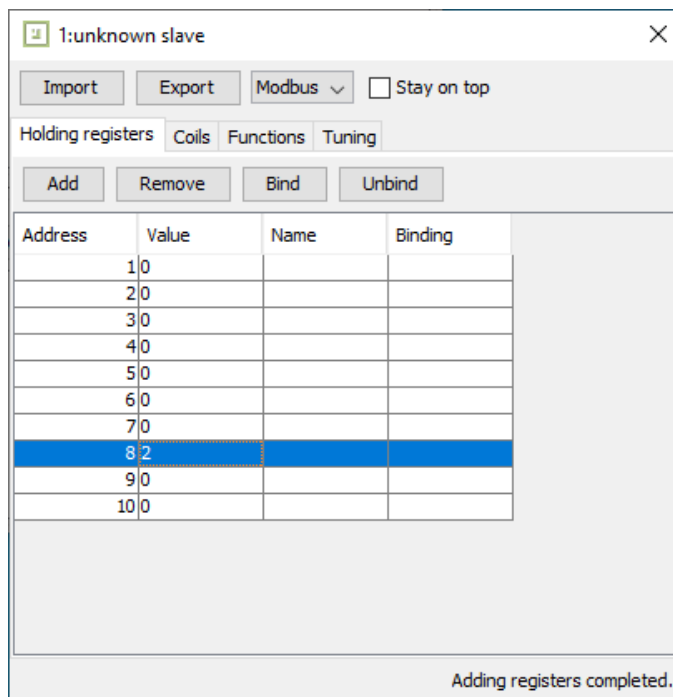 1:unknown slave
Import Export Modbus Stay on top
Holding registers Coils Functions Tuning
Add Remove Bind Unbind
Address Value Name Binding
1 0
2 0
3 0
4 0
5 0
6 0
7 0
8 2
9 0
10 0
Adding registers completed.